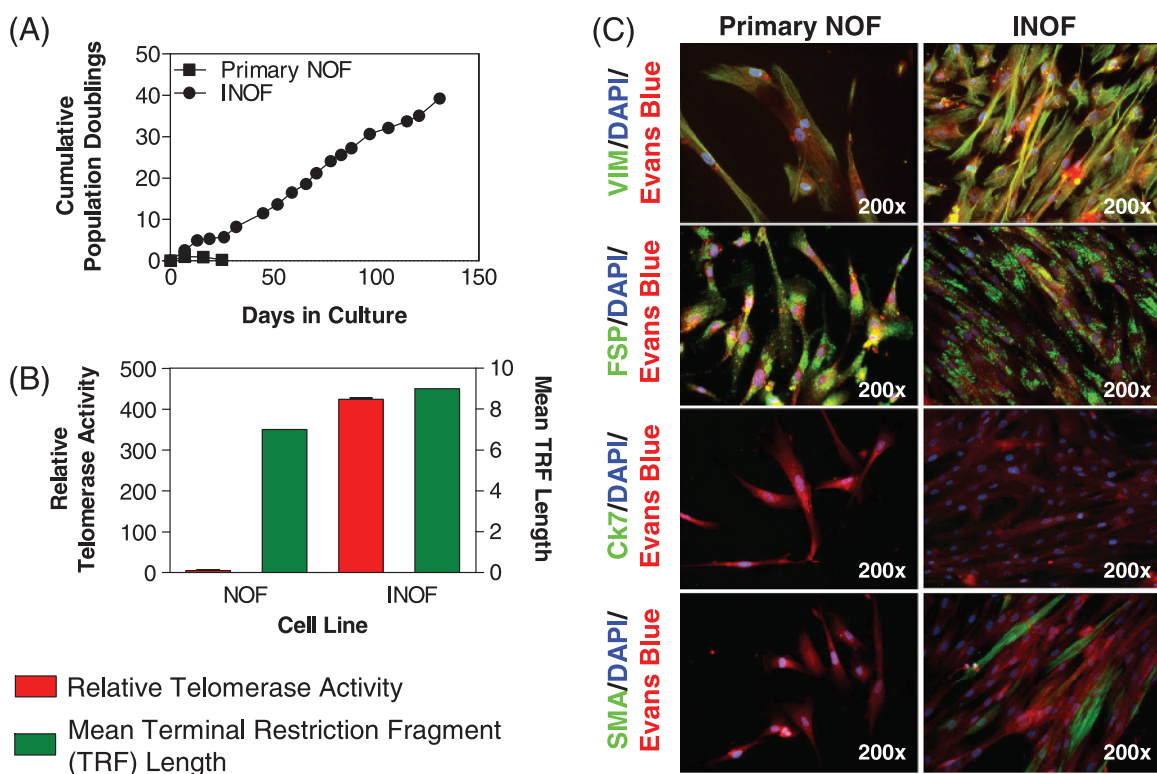 (A)
50
40
30
20
10
0
Cumulative
Population Doublings
Primary NOF
INOF
0
50
100
150
Days in Culture
(B)
500
400
300
200
100
0
Relative
Telomerase Activity
10
8
6
4
2
0
Mean TRF
Length
NOF
INOF
Cell Line
Relative Telomerase Activity
Mean Terminal Restriction Fragment
(TRF) Length
(C)
Primary NOF
INOF
VIM/DAPI/
Evans Blue
200x
200x
FSP/DAPI/
Evans Blue
200x
200x
Ck7/DAPI/
Evans Blue
200x
200x
SMA/DAPI/
Evans Blue
200x
200x